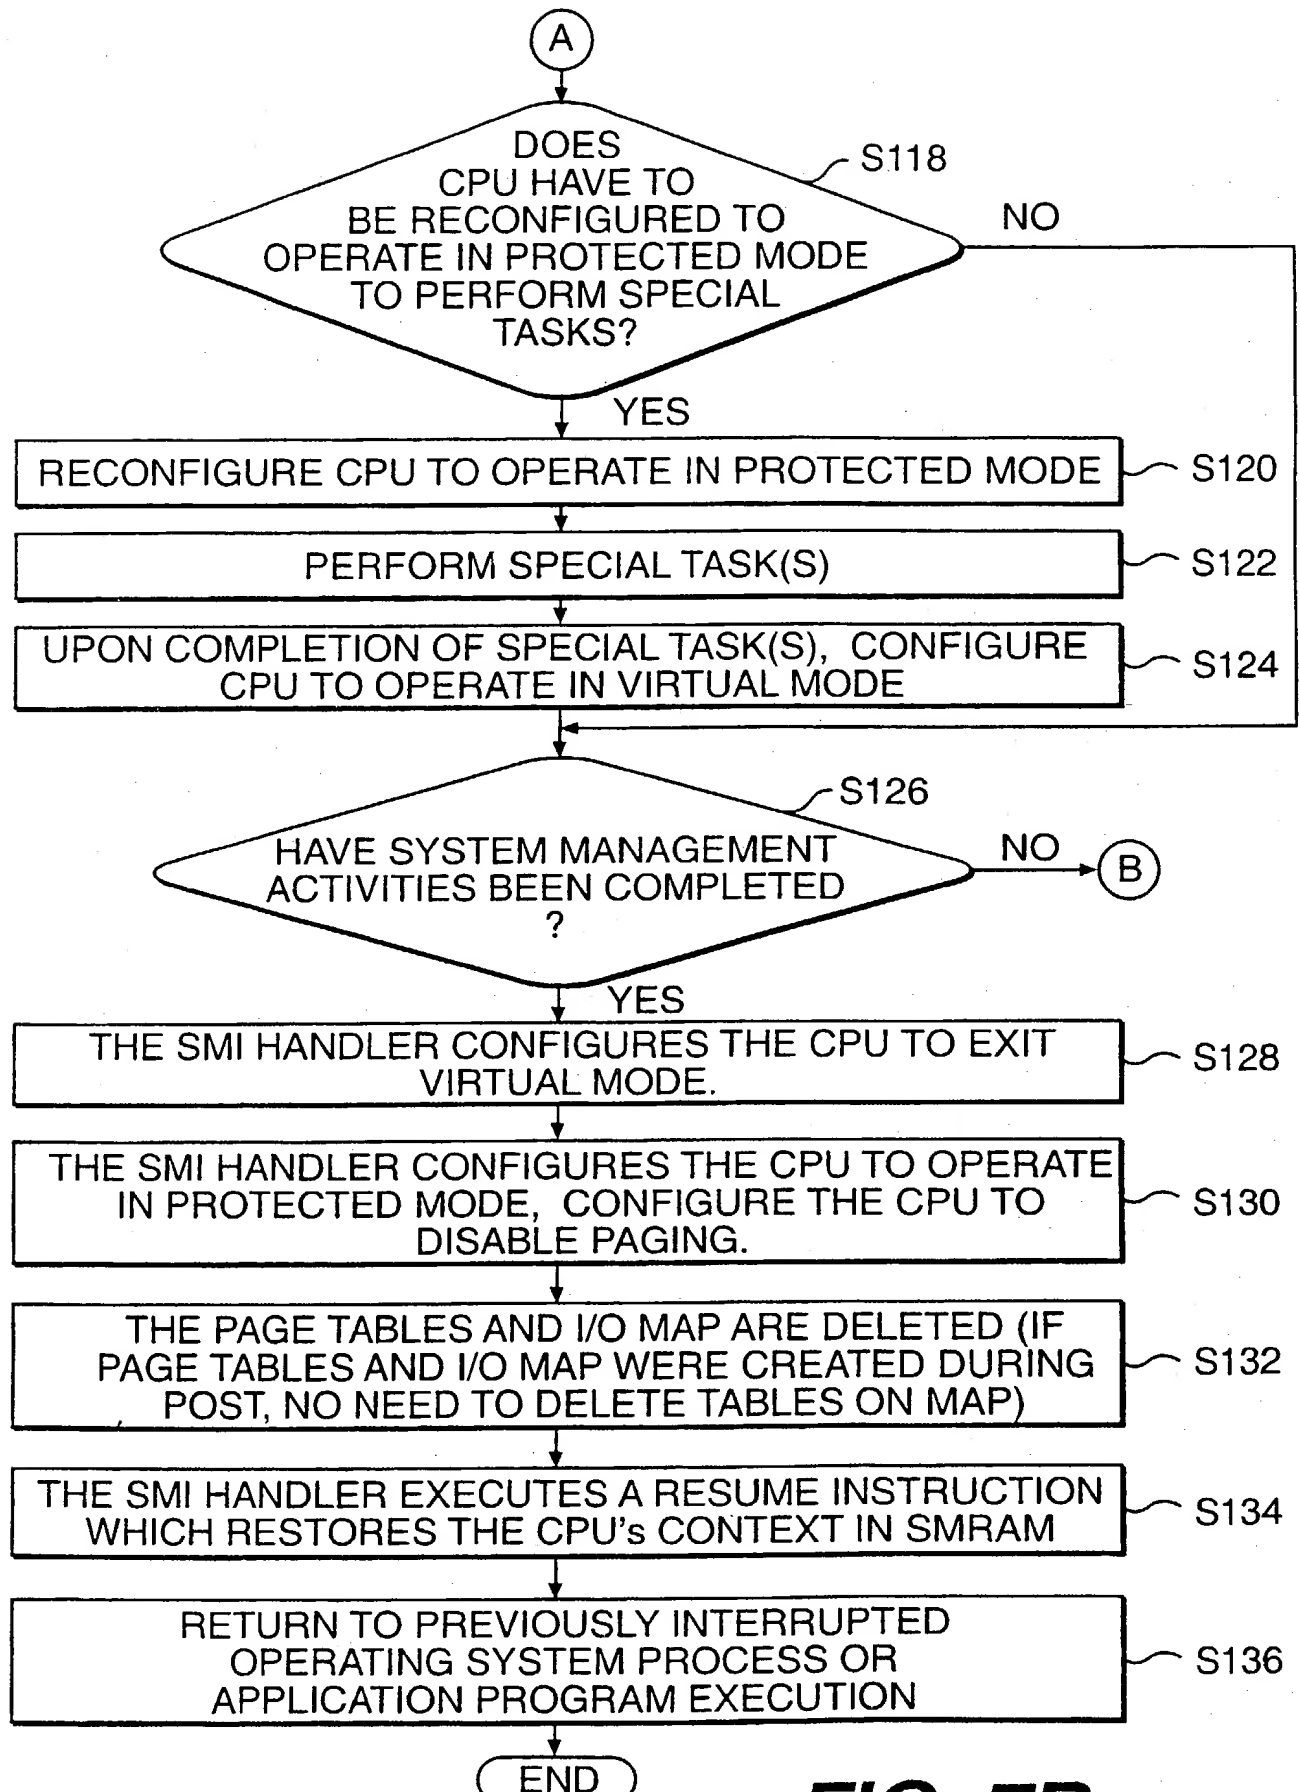 A
DOES
CPU HAVE TO
BE RECONFIGURED TO
OPERATE IN PROTECTED MODE
TO PERFORM SPECIAL
TASKS?
S118
NO
YES
RECONFIGURE CPU TO OPERATE IN PROTECTED MODE
S120
PERFORM SPECIAL TASK(S)
S122
UPON COMPLETION OF SPECIAL TASK(S), CONFIGURE
CPU TO OPERATE IN VIRTUAL MODE
S124
S126
HAVE SYSTEM MANAGEMENT
ACTIVITIES BEEN COMPLETED
?
NO
B
YES
THE SMI HANDLER CONFIGURES THE CPU TO EXIT
VIRTUAL MODE.
S128
THE SMI HANDLER CONFIGURES THE CPU TO OPERATE
IN PROTECTED MODE, CONFIGURE THE CPU TO
DISABLE PAGING.
S130
THE PAGE TABLES AND I/O MAP ARE DELETED (IF
PAGE TABLES AND I/O MAP WERE CREATED DURING
POST, NO NEED TO DELETE TABLES ON MAP)
S132
THE SMI HANDLER EXECUTES A RESUME INSTRUCTION
WHICH RESTORES THE CPU's CONTEXT IN SMRAM
S134
RETURN TO PREVIOUSLY INTERRUPTED
OPERATING SYSTEM PROCESS OR
APPLICATION PROGRAM EXECUTION
S136
END